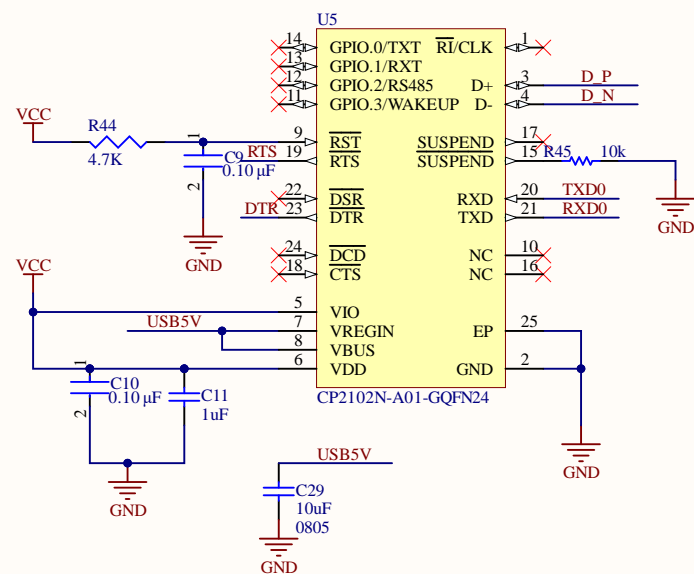 U5
14 GPIO.0/TXT RI/CLK 1
13 GPIO.1/RXT
12 GPIO.2/RS485 D+ 3 D_P
11 GPIO.3/WAKEUP D- 4 D_N
VCC
R44
4.7K
1
9 RST SUSPEND 17
C9
0.10 µF
2
RTS 19 RTS SUSPEND 15 R45 10k
22 DSR RXD 20 TXD0
DTR 23 DTR TXD 21 RXD0
GND
GND
24 DCD NC 10
18 CTS NC 16
VCC
5 VIO
USB5V 7 VREGIN EP 25
8 VBUS
6 VDD GND 2
1
C10
0.10 µF
2
C11
1uF
CP2102N-A01-GQFN24
GND
GND
USB5V
C29
10uF
0805
GND